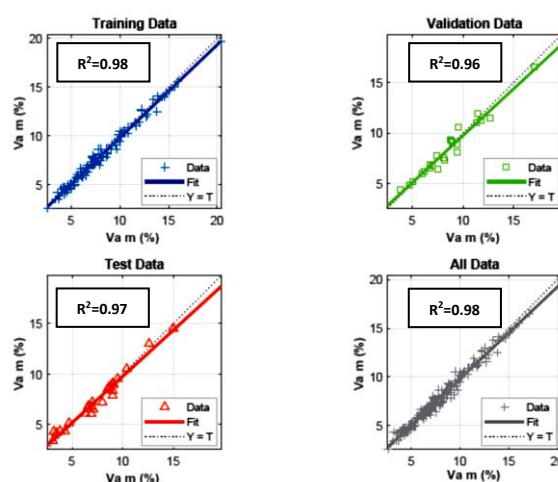 Training Data
20
15
10
5
Va m (%)
R²=0.98
Data
Fit
Y = T
5
10
15
20
Va m (%)
Validation Data
15
10
5
Va m (%)
R²=0.96
Data
Fit
Y = T
5
10
15
Va m (%)
Test Data
15
10
5
Va m (%)
R²=0.97
Data
Fit
Y = T
5
10
15
Va m (%)
All Data
20
15
10
5
Va m (%)
R²=0.98
Data
Fit
Y = T
5
10
15
20
Va m (%)